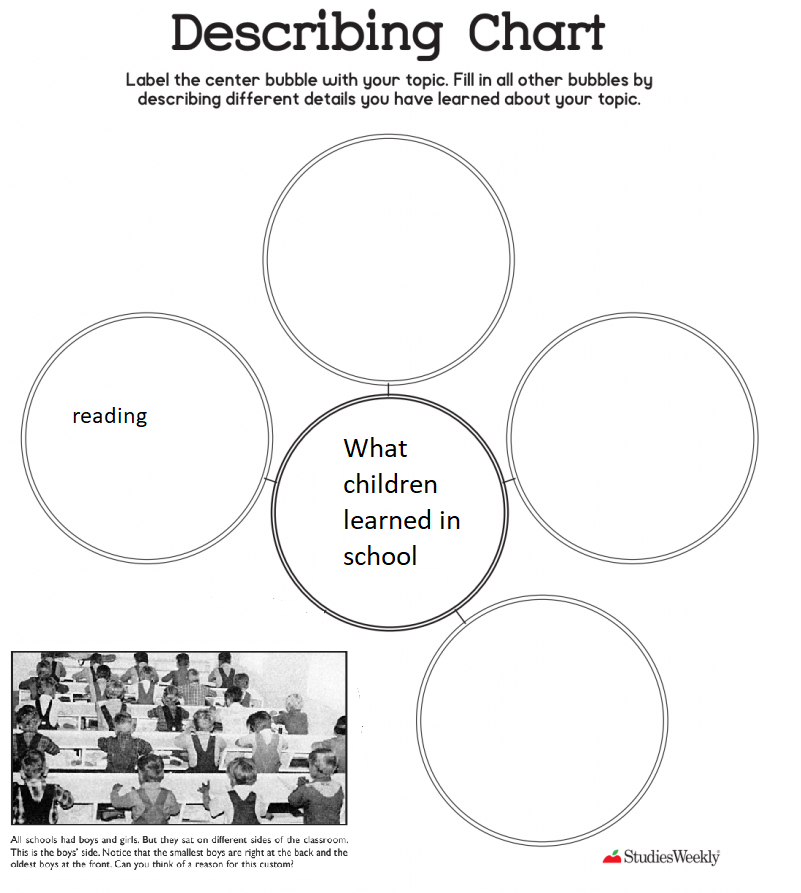 Describing Chart
Label the center bubble with your topic. Fill in all other bubbles by
describing different details you have learned about your topic.
reading
What
children
learned in
school
All schools had boys and girls. But they sat on different sides of the classroom.
This is the boys' side. Notice that the smallest boys are right at the back and the
oldest boys at the front. Can you think of a reason for this custom?
StudiesWeekly